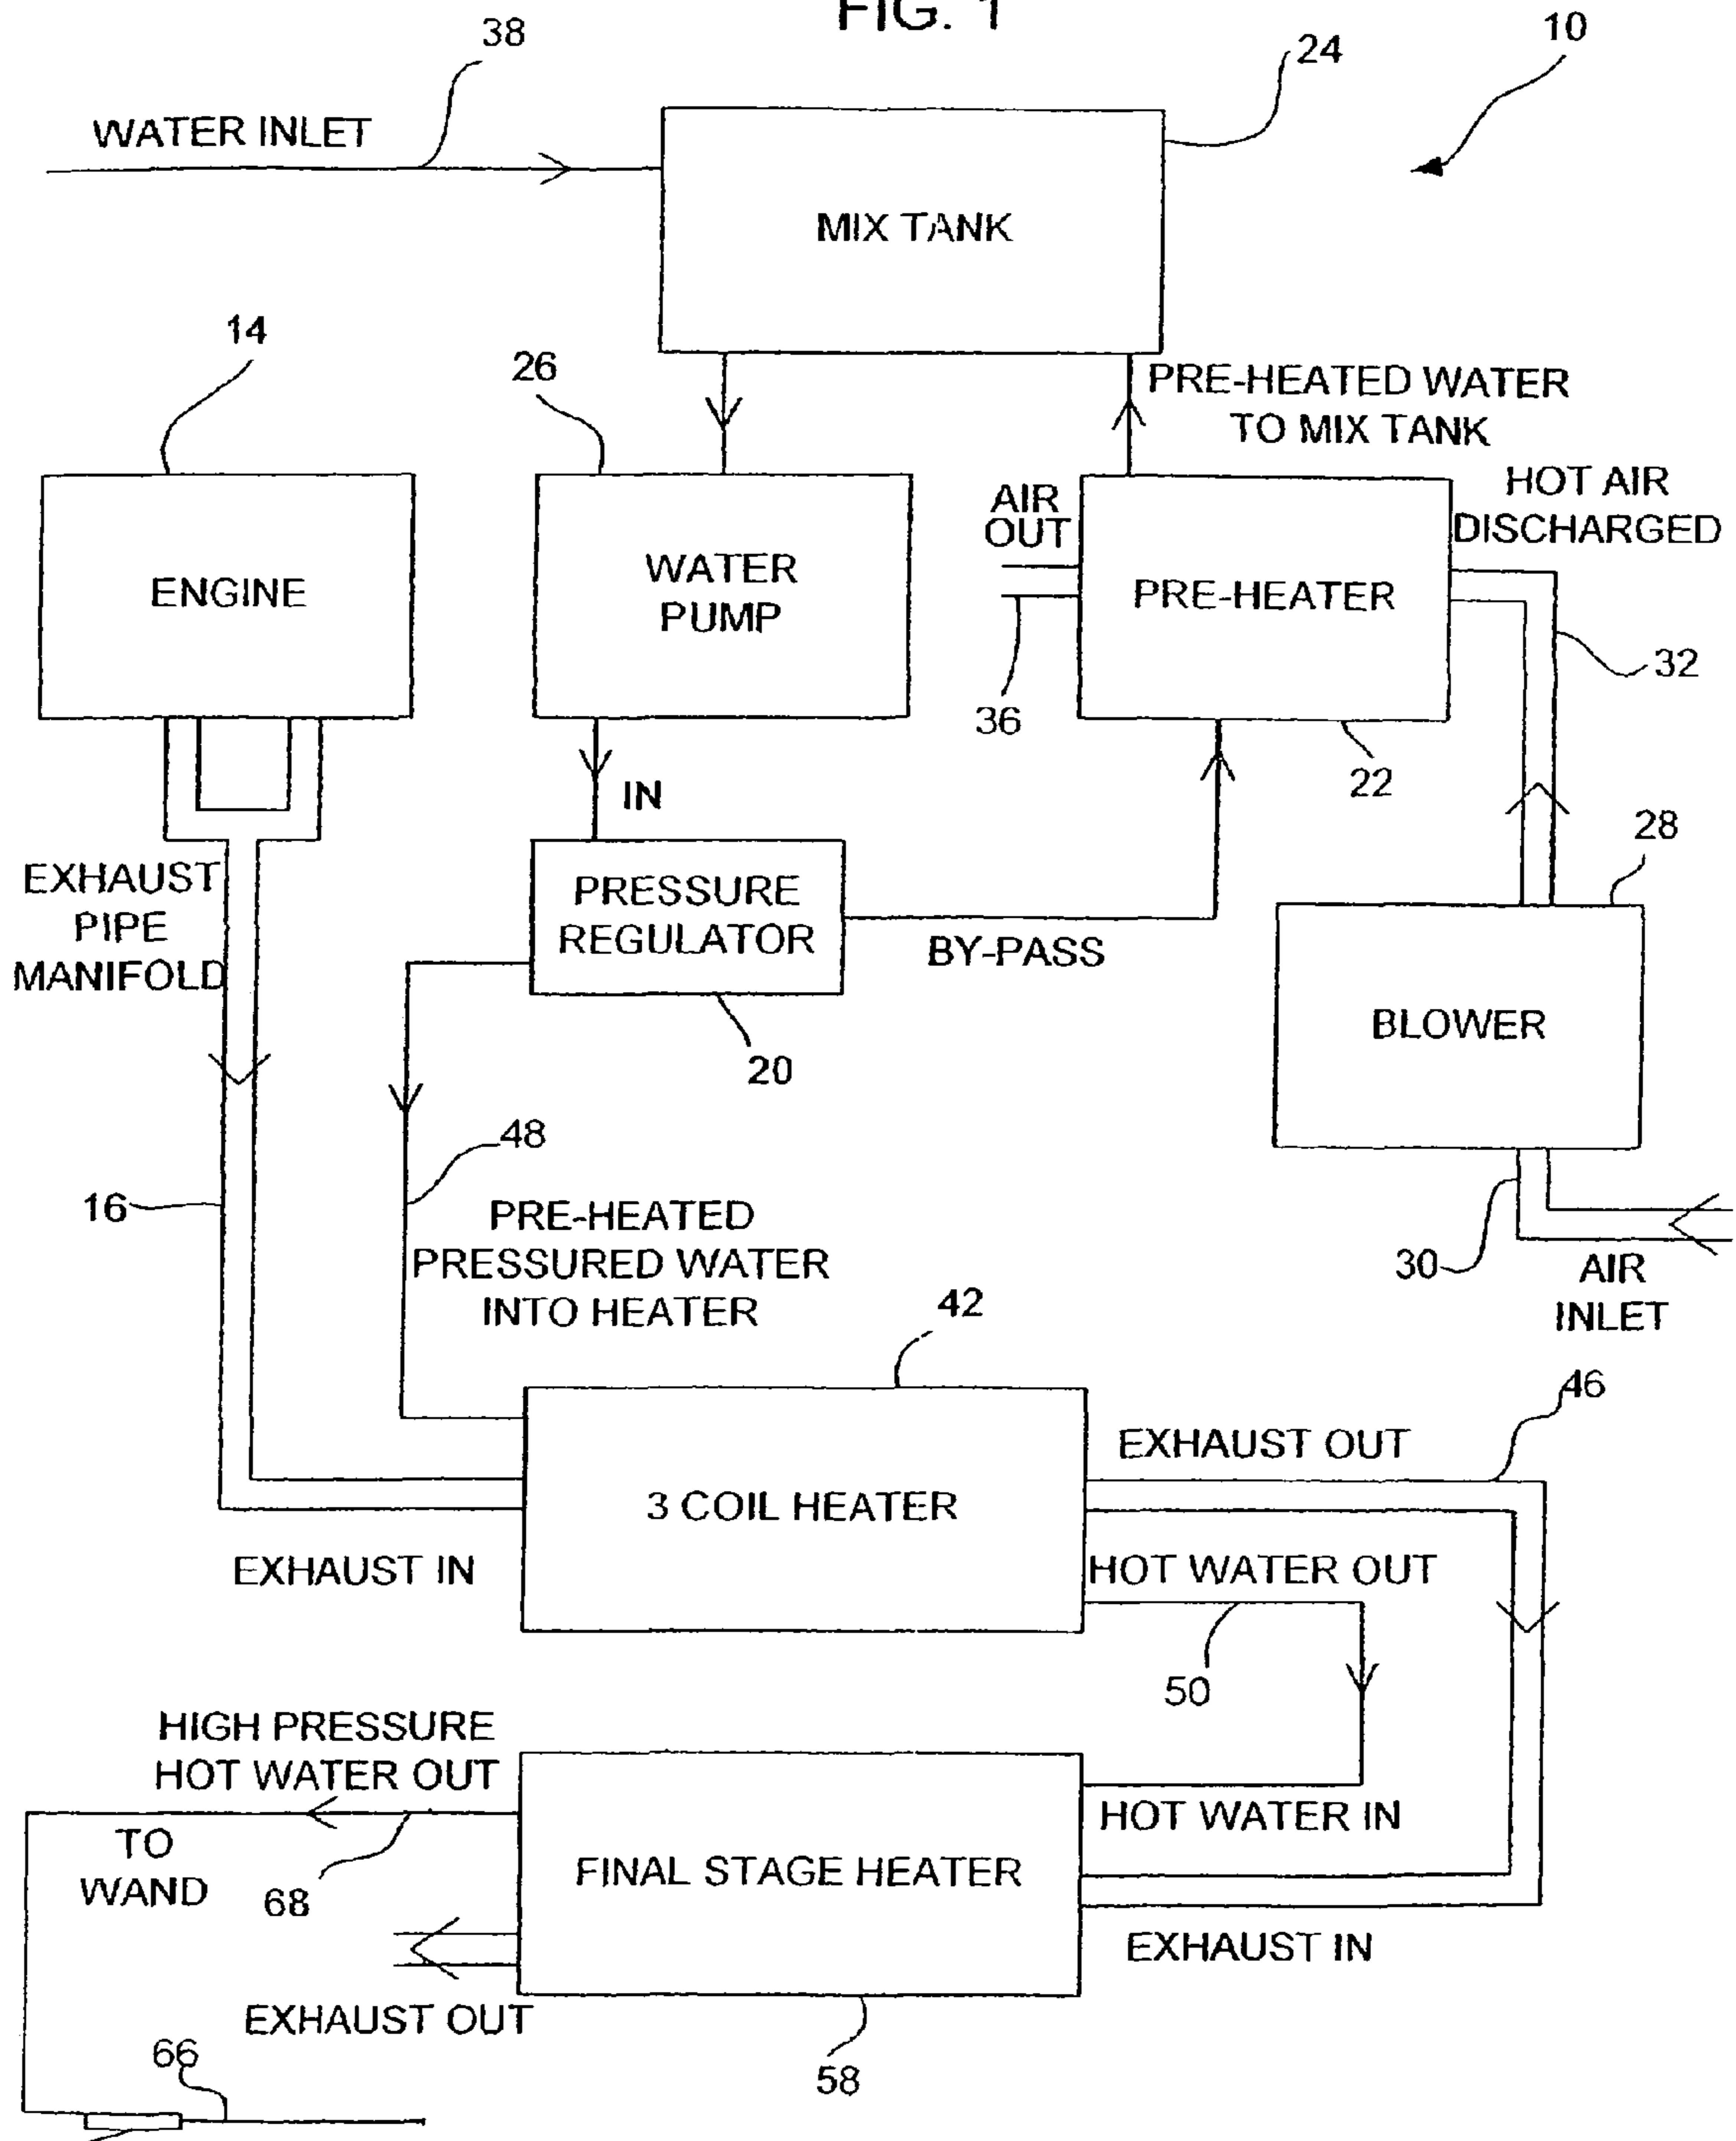 FIG. 1
38
24
10
WATER INLET
MIX TANK
14
26
PRE-HEATED WATER
TO MIX TANK
ENGINE
WATER
PUMP
AIR
OUT
PRE-HEATER
HOT AIR
DISCHARGED
32
36
22
IN
28
EXHAUST
PIPE
MANIFOLD
PRESSURE
REGULATOR
BY-PASS
BLOWER
20
48
16
PRE-HEATED
PRESSURED WATER
INTO HEATER
30
AIR
INLET
42
46
EXHAUST OUT
3 COIL HEATER
EXHAUST IN
HOT WATER OUT
50
HIGH PRESSURE
HOT WATER OUT
HOT WATER IN
TO
WAND
68
FINAL STAGE HEATER
EXHAUST IN
EXHAUST OUT
66
58